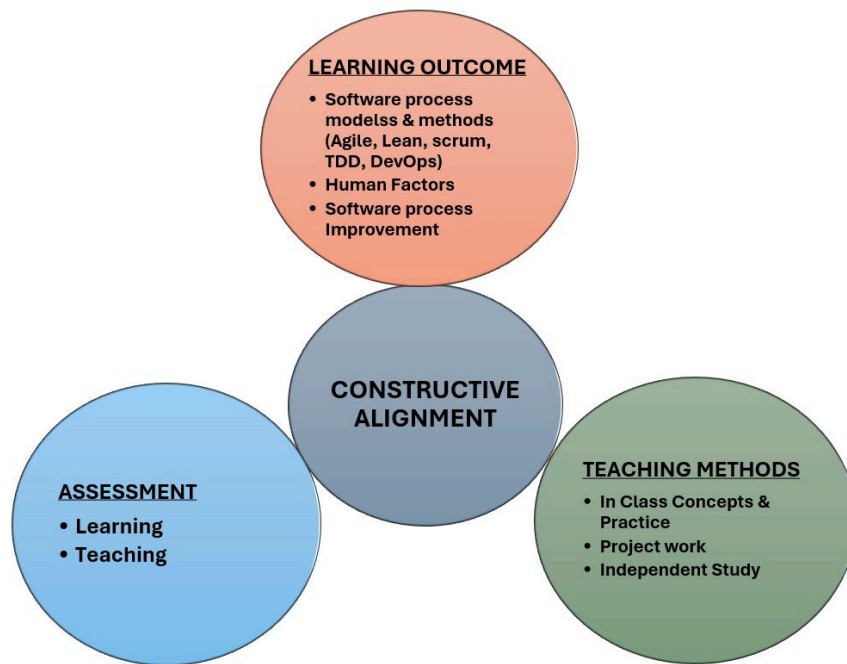 LEARNING OUTCOME
• Software process
modelss & methods
(Agile, Lean, scrum,
TDD, DevOps)
• Human Factors
• Software process
Improvement
CONSTRUCTIVE
ALIGNMENT
ASSESSMENT
• Learning
• Teaching
TEACHING METHODS
• In Class Concepts &
Practice
• Project work
• Independent Study